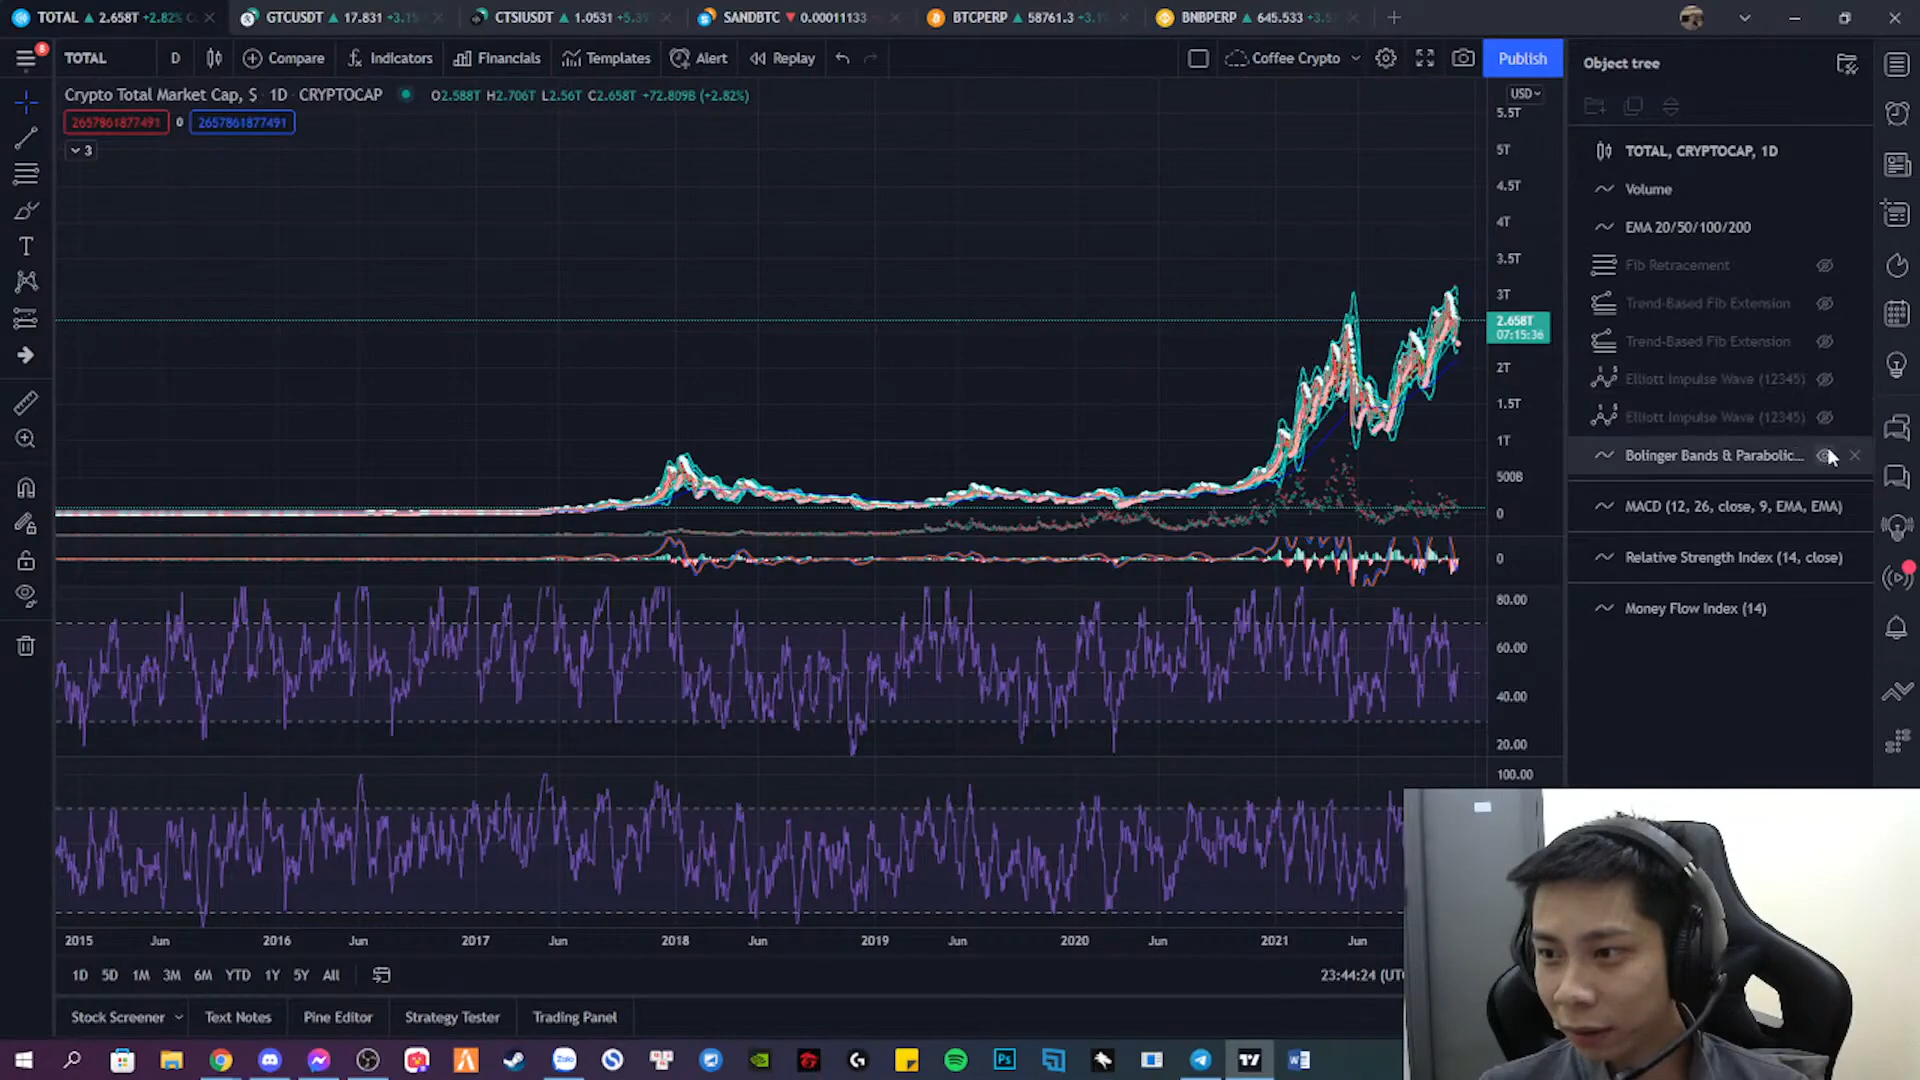 TOTAL ▲ 2.658T +2.82%
GTCUSDT ▲ 17.831
CTSIUSDT ▲ 1.0531
SANDBTC ▼ 0.00011133
BTCPERP ▲ 58761.3
BNBPERP ▲ 645.533
8
TOTAL
D
Compare
Indicators
Financials
Templates
Alert
Replay
Coffee Crypto
Publish
Object tree
Crypto Total Market Cap, $ 1D CRYPTOCAP
O2.588T H2.706T L2.56T C2.658T +72.809B (+2.82%)
2657861877491 0 2657861877491
3
USD
5.5T
5T
4.5T
4T
3.5T
3T
2.658T
07:15:36
2T
1.5T
1T
500B
0
0
80.00
60.00
40.00
20.00
100.00
TOTAL, CRYPTOCAP, 1D
Volume
EMA 20/50/100/200
Fib Retracement
Trend-Based Fib Extension
Trend-Based Fib Extension
Elliott Impulse Wave (12345)
Elliott Impulse Wave (12345)
Bolinger Bands & Parabolic...
MACD (12, 26, close, 9, EMA, EMA)
Relative Strength Index (14, close)
Money Flow Index (14)
2015 Jun 2016 Jun 2017 Jun 2018 Jun 2019 Jun 2020 Jun 2021 Jun
1D 5D 1M 3M 6M YTD 1Y 5Y All
23:44:24 (UTC
Stock Screener
Text Notes
Pine Editor
Strategy Tester
Trading Panel
Zalo
Ps